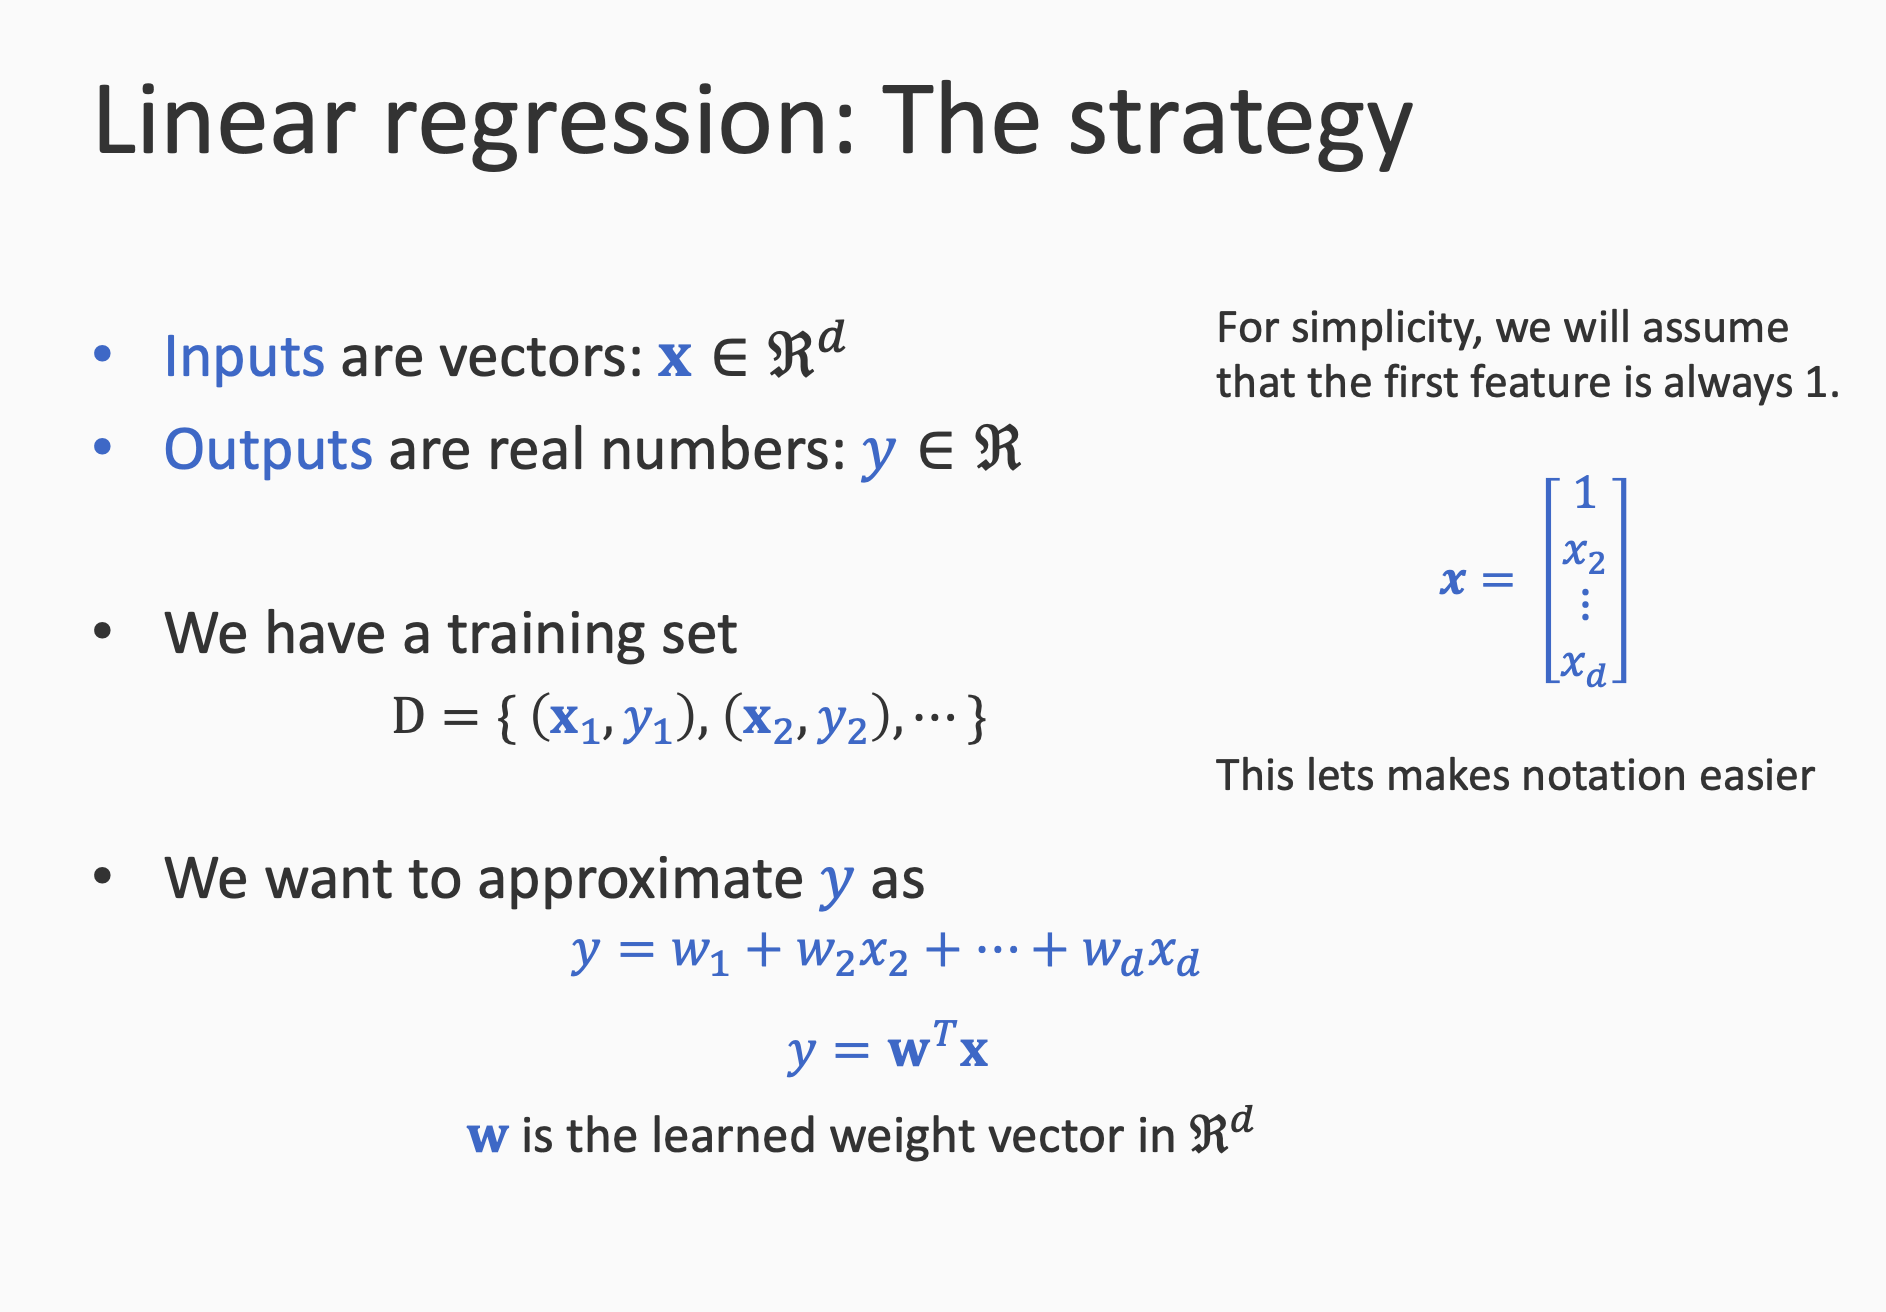 Linear regression: The strategy
• Inputs are vectors: 𝐱 ∈ ℜ^d
• Outputs are real numbers: y ∈ ℜ
• We have a training set
D = { (𝐱₁, y₁), (𝐱₂, y₂), ⋯ }
• We want to approximate y as
y = w₁ + w₂x₂ + ⋯ + w_d x_d
y = 𝐰^T 𝐱
𝐰 is the learned weight vector in ℜ^d
For simplicity, we will assume
that the first feature is always 1.
𝒙 = [1
x₂
⋮
x_d]
This lets makes notation easier